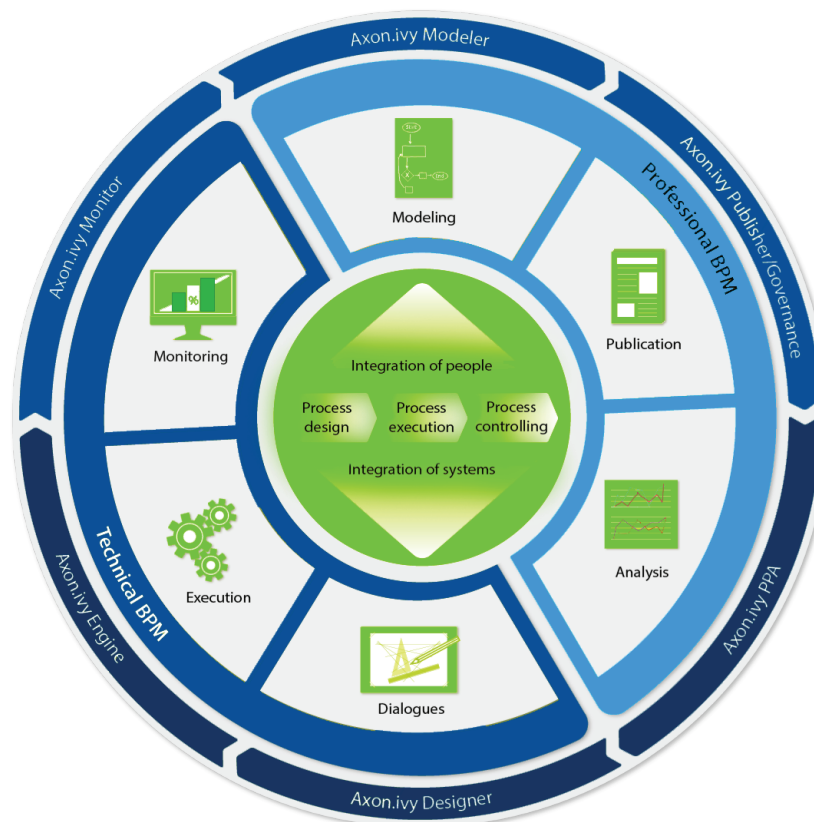 Axon.ivy Modeler
Axon.ivy Publisher/Governance
Axon.ivy PPA
Axon.ivy Designer
Axon.ivy Engine
Axon.ivy Monitor
Professional BPM
Technical BPM
Start
X
End
Modeling
Publication
Analysis
Dialogues
Execution
%
Monitoring
Integration of people
Process
design
Process
execution
Process
controlling
Integration of systems